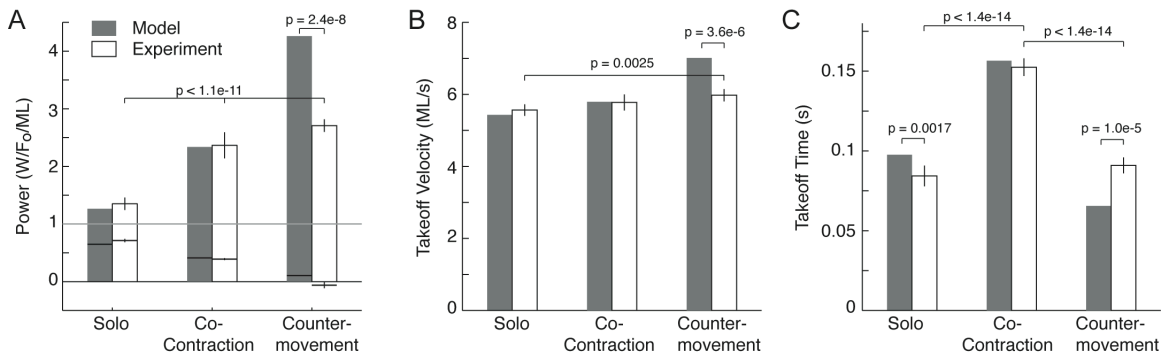 A
Power (W/Fo/ML)
4
3
2
1
0
Model
Experiment
p = 2.4e-8
p < 1.1e-11
Solo
Co-
Contraction
Counter-
movement
B
Takeoff Velocity (ML/s)
8
6
4
2
0
p = 3.6e-6
p = 0.0025
Solo
Co-
Contraction
Counter-
movement
C
Takeoff Time (s)
0.15
0.1
0.05
0
p < 1.4e-14
p < 1.4e-14
p = 0.0017
p = 1.0e-5
Solo
Co-
Contraction
Counter-
movement